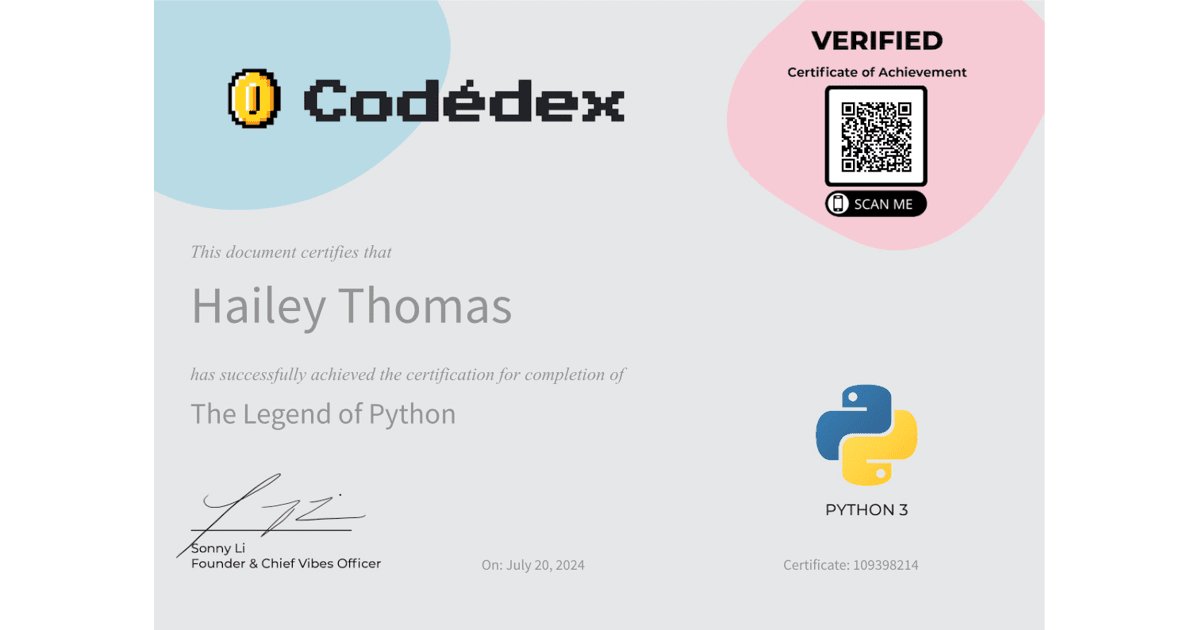 Codédex
VERIFIED
Certificate of Achievement
SCAN ME
This document certifies that
Hailey Thomas
has successfully achieved the certification for completion of
The Legend of Python
PYTHON 3
Sonny Li
Founder & Chief Vibes Officer
On: July 20, 2024
Certificate: 109398214